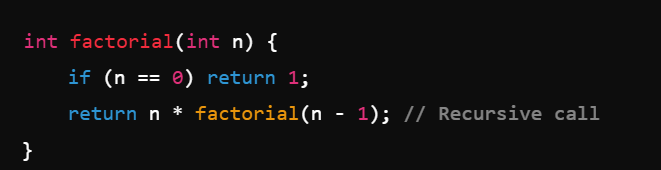 int factorial(int n) {
    if (n == 0) return 1;
    return n * factorial(n - 1); // Recursive call
}